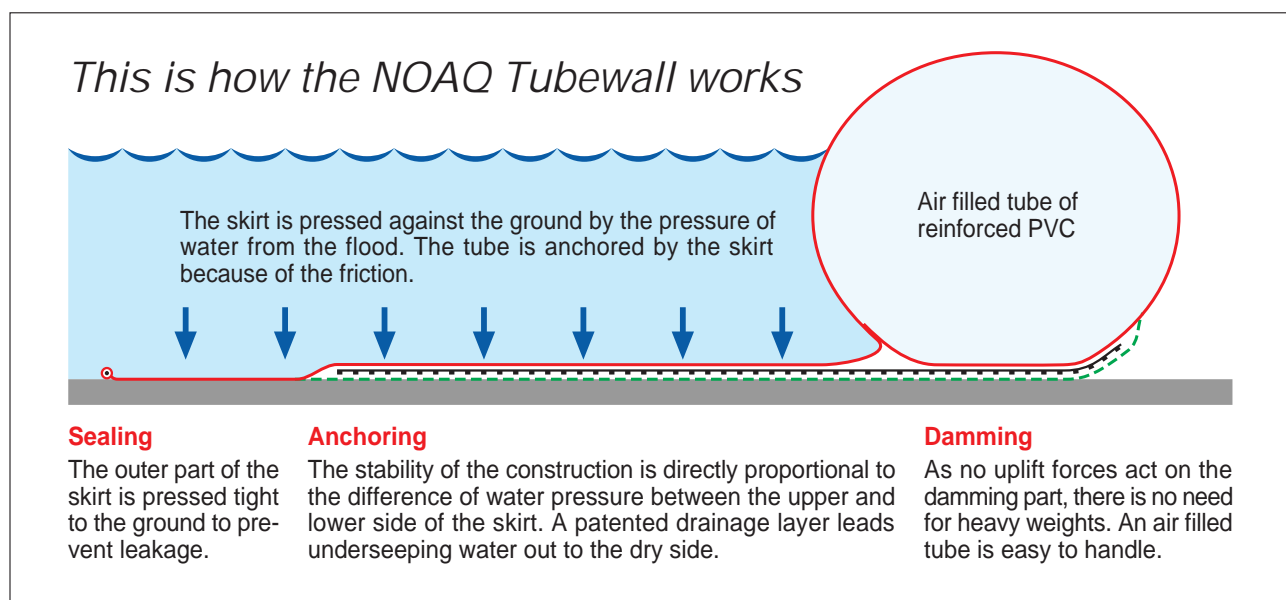 This is how the NOAQ Tubewall works
The skirt is pressed against the ground by the pressure of
water from the flood. The tube is anchored by the skirt
because of the friction.
Air filled tube of
reinforced PVC
Sealing
The outer part of the
skirt is pressed tight
to the ground to pre-
vent leakage.
Anchoring
The stability of the construction is directly proportional to
the difference of water pressure between the upper and
lower side of the skirt. A patented drainage layer leads
underseeping water out to the dry side.
Damming
As no uplift forces act on the
damming part, there is no need
for heavy weights. An air filled
tube is easy to handle.